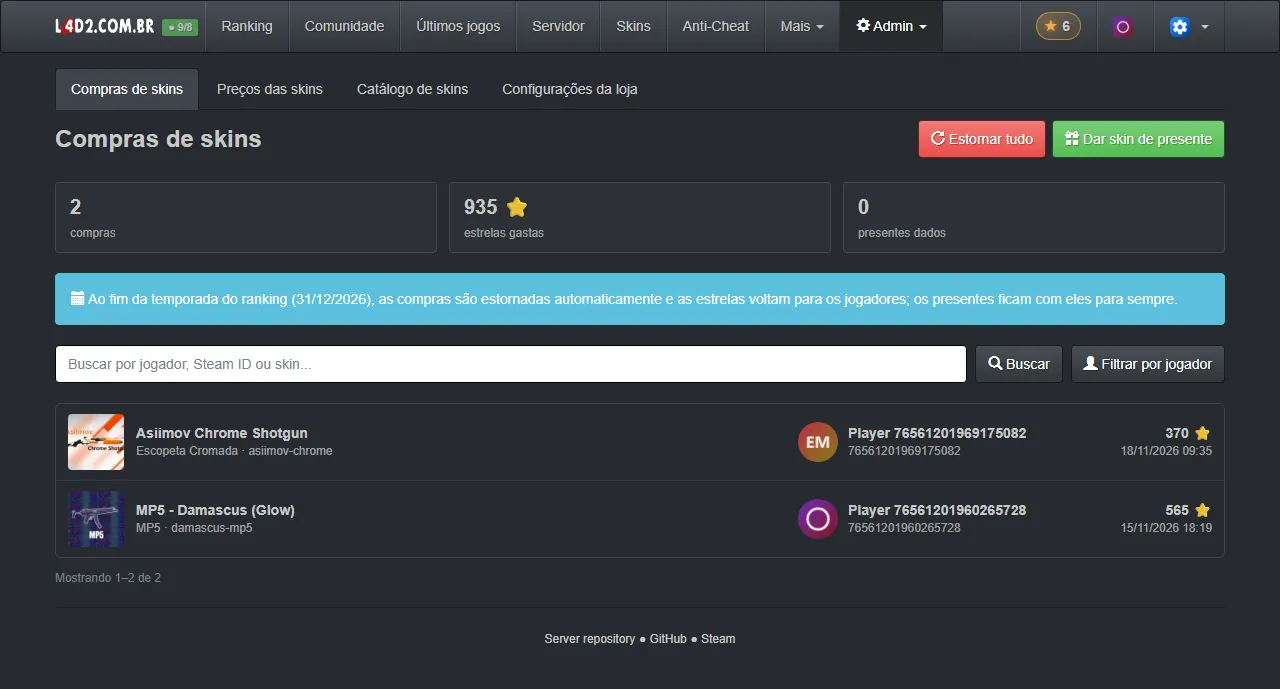 L4D2.COM.BR ● 9/8 Ranking Comunidade Últimos jogos Servidor Skins Anti-Cheat Mais Admin ★ 6
Compras de skins Preços das skins Catálogo de skins Configurações da loja
Compras de skins
Estornar tudo Dar skin de presente
2
compras
935
estrelas gastas
0
presentes dados
Ao fim da temporada do ranking (31/12/2026), as compras são estornadas automaticamente e as estrelas voltam para os jogadores; os presentes ficam com eles para sempre.
Buscar por jogador, Steam ID ou skin... Buscar Filtrar por jogador
Asiimov Chrome Shotgun
Escopeta Cromada · asiimov-chrome
EM
Player 76561201969175082
76561201969175082
370
18/11/2026 09:35
MP5
MP5 - Damascus (Glow)
MP5 · damascus-mp5
Player 76561201960265728
76561201960265728
565
15/11/2026 18:19
Mostrando 1–2 de 2
Server repository ● GitHub ● Steam